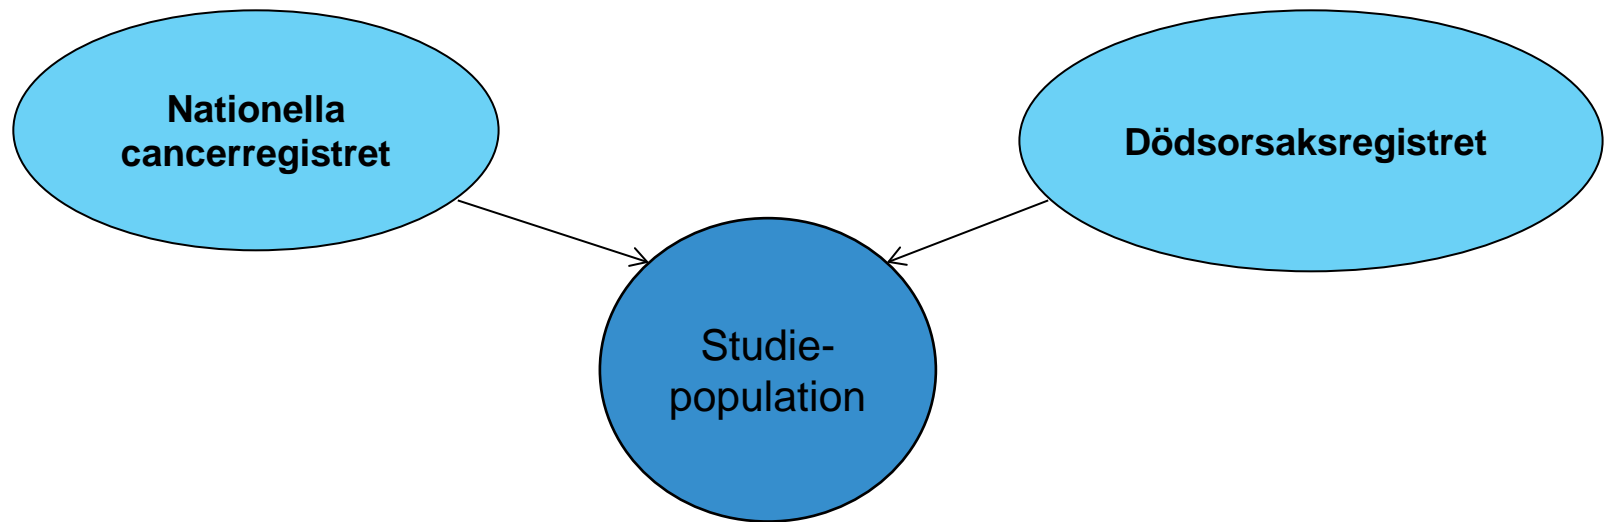 Nationella
cancerregistret
Dödsorsaksregistret
Studie-
population